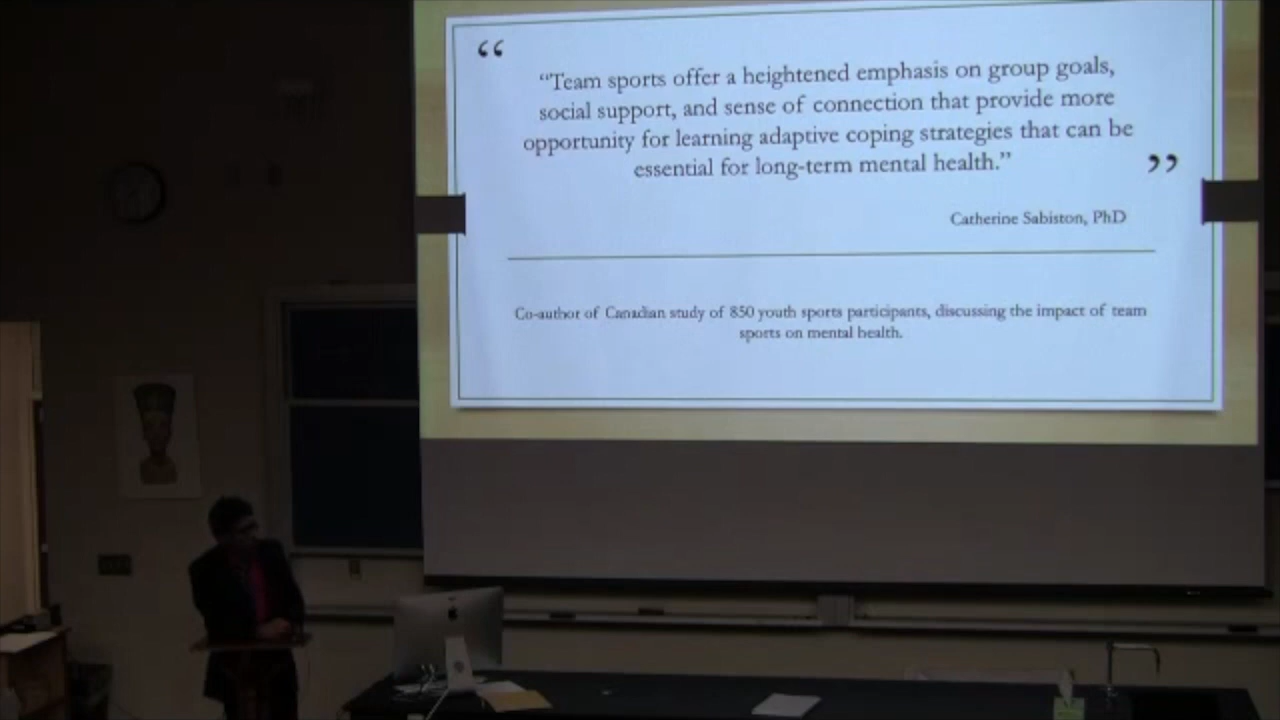 “
“Team sports offer a heightened emphasis on group goals,
social support, and sense of connection that provide more
opportunity for learning adaptive coping strategies that can be
essential for long-term mental health.”
”
Catherine Sabiston, PhD
Co-author of Canadian study of 850 youth sports participants, discussing the impact of team
sports on mental health.